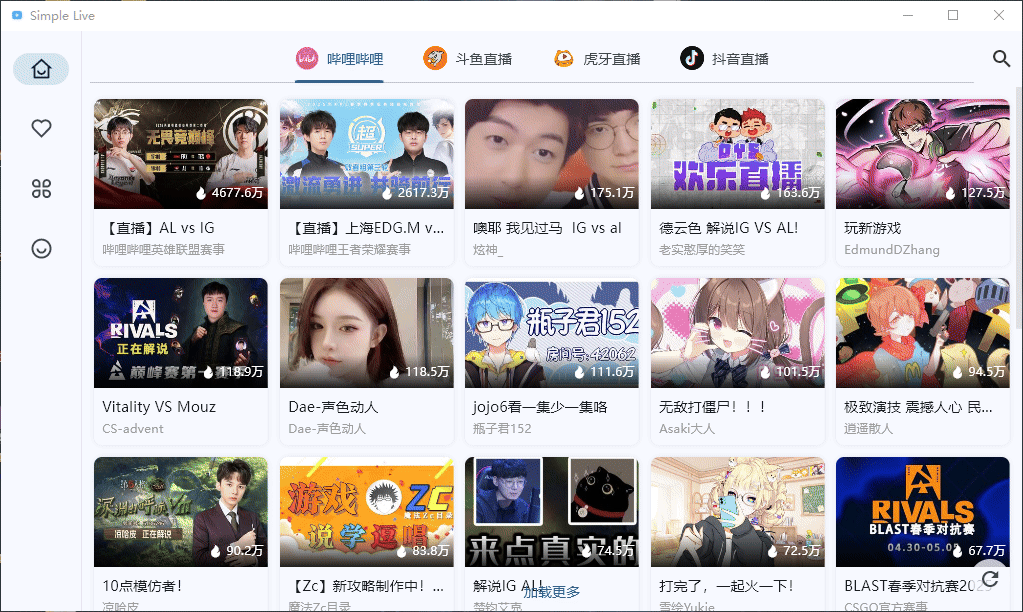 Simple Live
哔哩哔哩 斗鱼直播 虎牙直播 抖音直播
无畏竞巅峰
4677.6万
【直播】AL vs IG
哔哩哔哩英雄联盟赛事
超
SUPER
激流勇进 并骑前行
2617.3万
【直播】上海EDG.M v...
哔哩哔哩王者荣耀赛事
175.1万
噢耶 我见过马 IG vs al
炫神_
DYS
欢乐直播
163.6万
德云色 解说IG VS AL!
老实憨厚的笑笑
127.5万
玩新游戏
EdmundDZhang
RIVALS
正在解说
巅峰赛第一
118.9万
Vitality VS Mouz
CS-advent
118.5万
Dae-声色动人
Dae-声色动人
瓶子君152
房间号:42062
111.6万
jojo6看一集少一集咯
瓶子君152
101.5万
无敌打僵尸！！！
Asaki大人
94.5万
极致演技 震撼人心 民...
逍遥散人
凉哈皮 正在解说
90.2万
10点模仿者!
凉哈皮
游戏 Zc
魔法Zc目录
说学逗唱
83.8万
【Zc】新攻略制作中！...
魔法Zc目录
来点真实的
74.5万
解说IG AL!
楚钧艾克
72.5万
打完了，一起火一下!
雪绘Yukie
RIVALS
BLAST春季对抗赛
04.30-05.0
67.7万
BLAST春季对抗赛202
CSGO官方赛事
加载更多